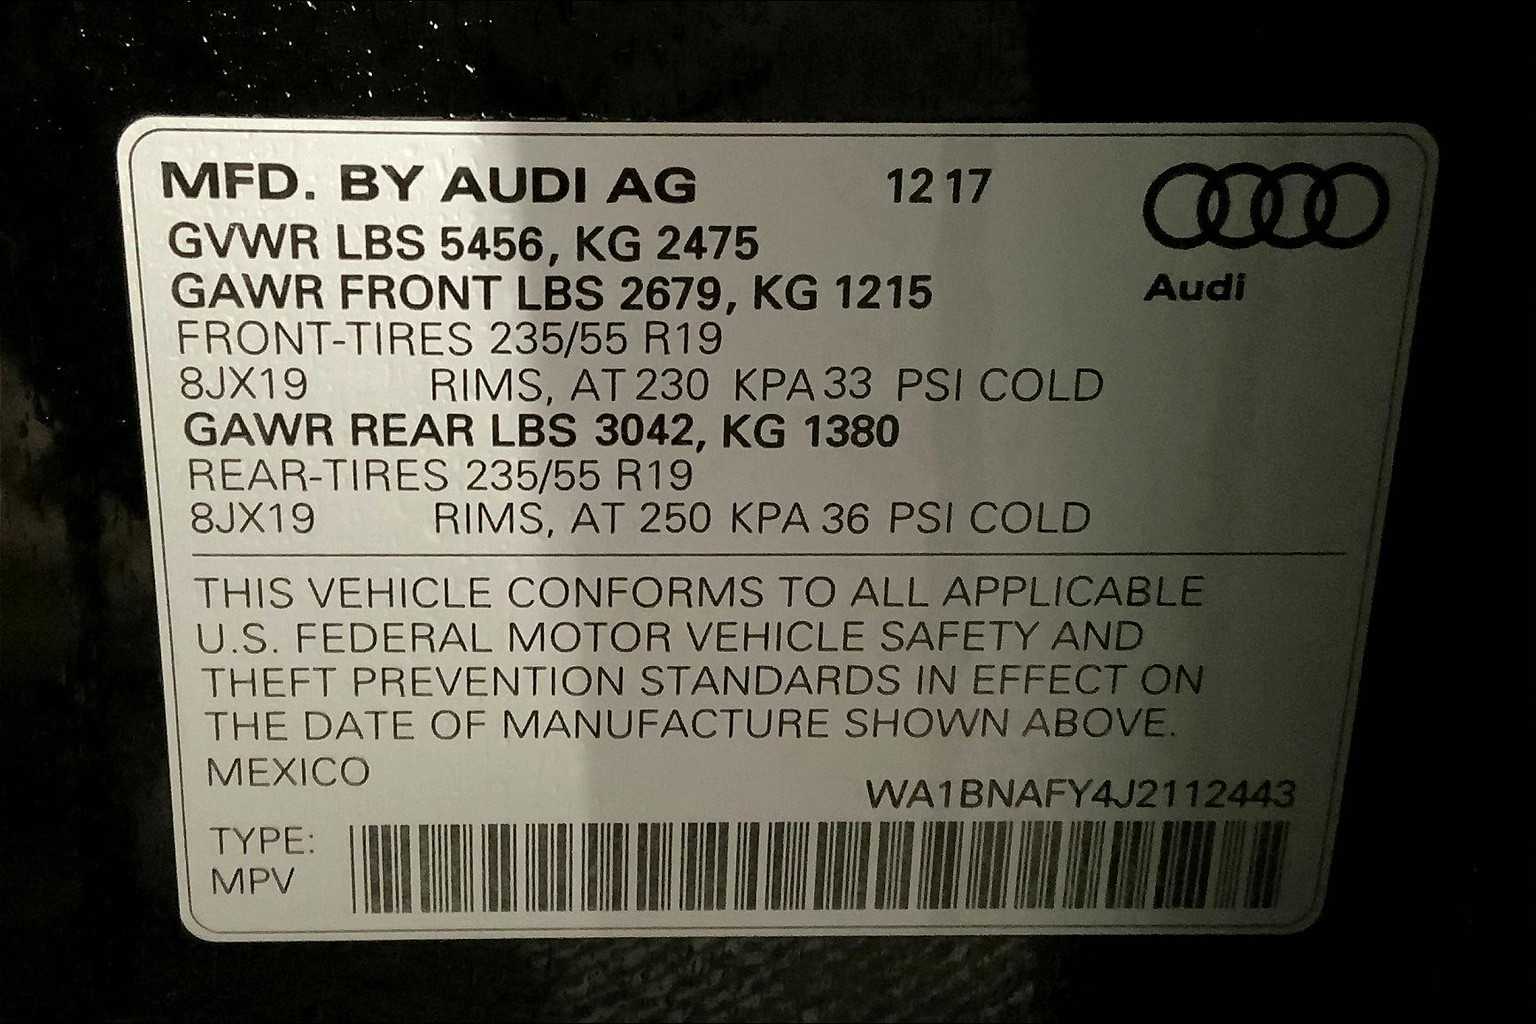 MFD. BY AUDI AG 12 17
GVWR LBS 5456, KG 2475
GAWR FRONT LBS 2679, KG 1215
Audi
FRONT-TIRES 235/55 R19
8JX19 RIMS, AT 230 KPA 33 PSI COLD
GAWR REAR LBS 3042, KG 1380
REAR-TIRES 235/55 R19
8JX19 RIMS, AT 250 KPA 36 PSI COLD
THIS VEHICLE CONFORMS TO ALL APPLICABLE
U.S. FEDERAL MOTOR VEHICLE SAFETY AND
THEFT PREVENTION STANDARDS IN EFFECT ON
THE DATE OF MANUFACTURE SHOWN ABOVE.
MEXICO
WA1BNAFY4J2112443
TYPE:
MPV